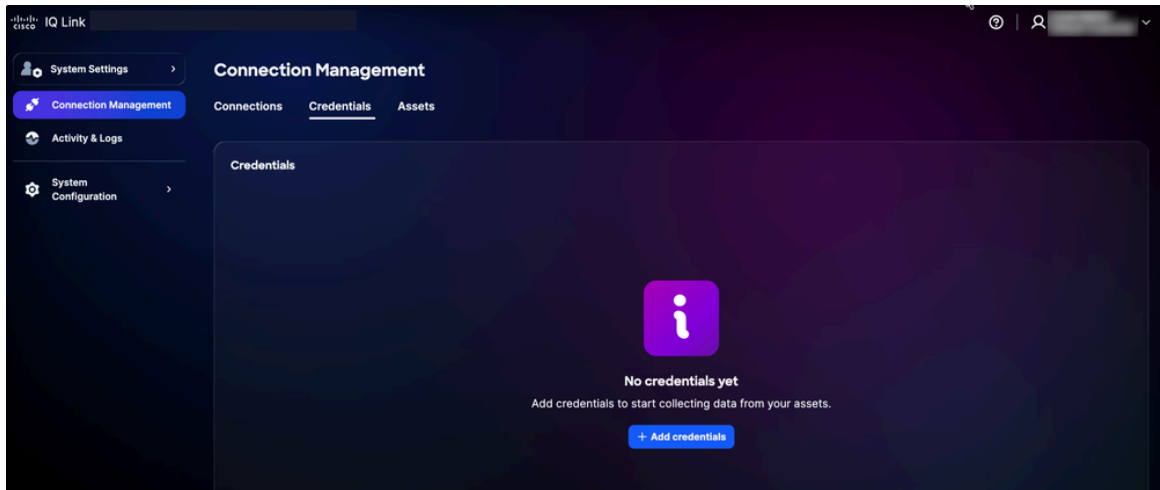 cisco IQ Link
System Settings
Connection Management
Activity & Logs
System
Configuration
Connection Management
Connections Credentials Assets
Credentials
No credentials yet
Add credentials to start collecting data from your assets.
+ Add credentials